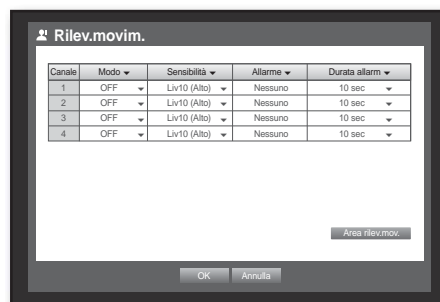 Rilev.movim.
Canale Modo Sensibilità Allarme Durata allarm
1 OFF Liv10 (Alto) Nessuno 10 sec
2 OFF Liv10 (Alto) Nessuno 10 sec
3 OFF Liv10 (Alto) Nessuno 10 sec
4 OFF Liv10 (Alto) Nessuno 10 sec
Area rilev.mov.
OK Annulla